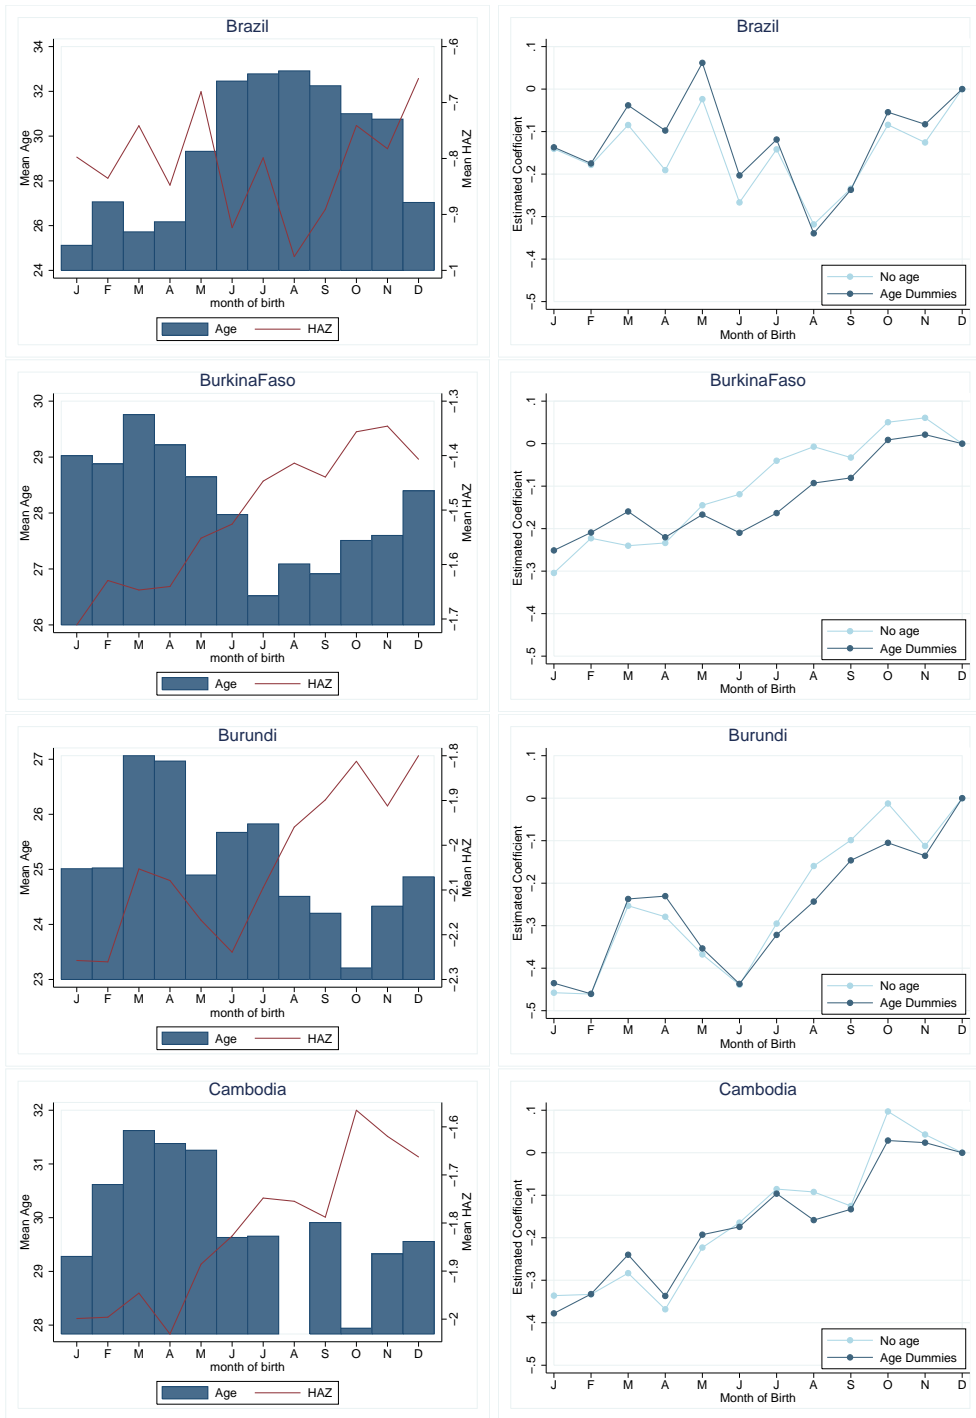 Brazil
34
32
30
28
26
24
Mean Age
-.6
-.7
-.8
-.9
-1
Mean HAZ
J F M A M J J A S O N D
month of birth
Age HAZ
Brazil
.1
0
-.1
-.2
-.3
-.4
-.5
Estimated Coefficient
No age
Age Dummies
J F M A M J J A S O N D
Month of Birth
BurkinaFaso
30
29
28
27
26
Mean Age
-1.3
-1.4
-1.5
-1.6
-1.7
Mean HAZ
J F M A M J J A S O N D
month of birth
Age HAZ
BurkinaFaso
.1
0
-.1
-.2
-.3
-.4
-.5
Estimated Coefficient
No age
Age Dummies
J F M A M J J A S O N D
Month of Birth
Burundi
27
26
25
24
23
Mean Age
-1.8
-1.9
-2
-2.1
-2.2
-2.3
Mean HAZ
J F M A M J J A S O N D
month of birth
Age HAZ
Burundi
.1
0
-.1
-.2
-.3
-.4
-.5
Estimated Coefficient
No age
Age Dummies
J F M A M J J A S O N D
Month of Birth
Cambodia
32
31
30
29
28
Mean Age
-1.6
-1.7
-1.8
-1.9
-2
Mean HAZ
J F M A M J J A S O N D
month of birth
Age HAZ
Cambodia
.1
0
-.1
-.2
-.3
-.4
-.5
Estimated Coefficient
No age
Age Dummies
J F M A M J J A S O N D
Month of Birth